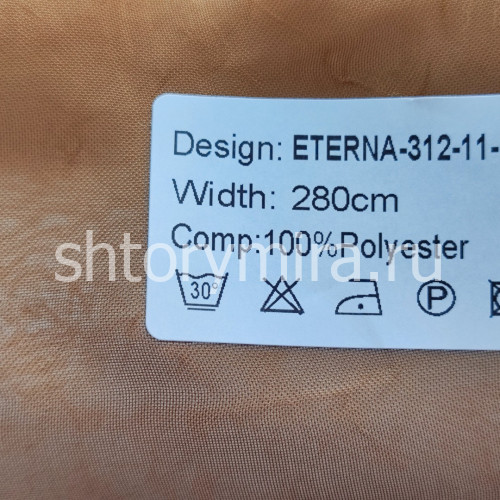 Design: ETERNA-312-11-
Width: 280cm
Comp:100%Polyester
shtorymira.ru
30°
P